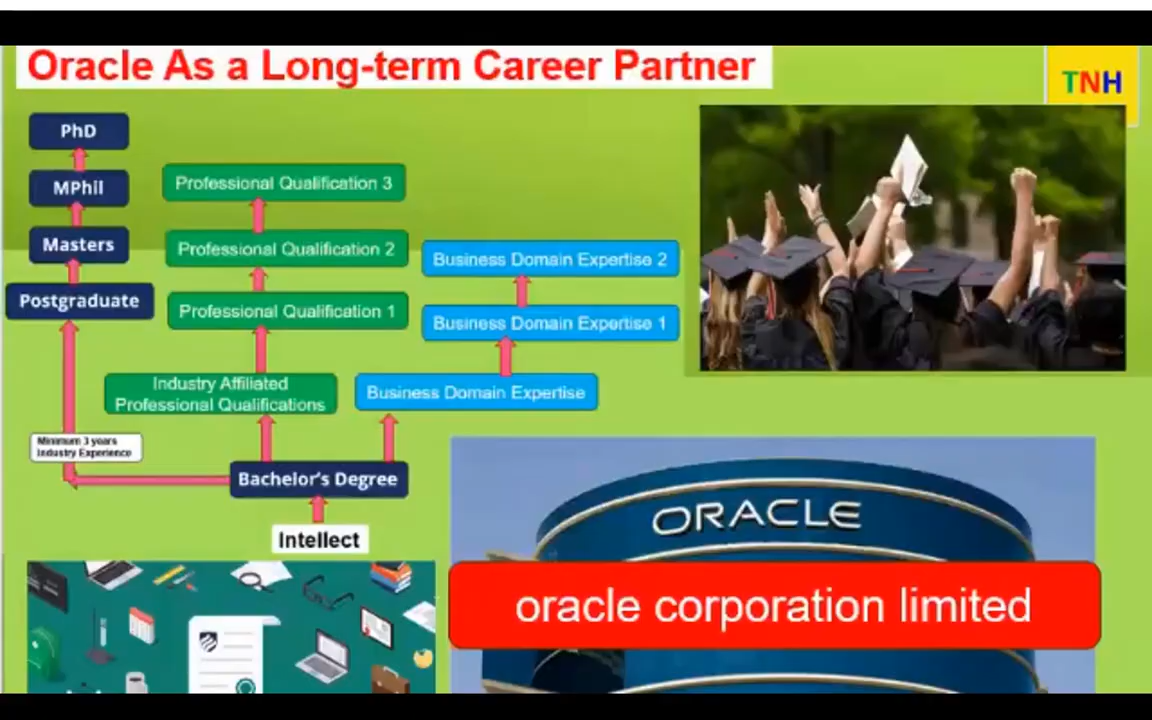 Oracle As a Long-term Career Partner
TNH
PhD
MPhil
Masters
Postgraduate
Professional Qualification 3
Professional Qualification 2
Professional Qualification 1
Business Domain Expertise 2
Business Domain Expertise 1
Industry Affiliated
Professional Qualifications
Business Domain Expertise
Minimum 3 years
Industry Experience
Bachelor's Degree
Intellect
ORACLE
oracle corporation limited